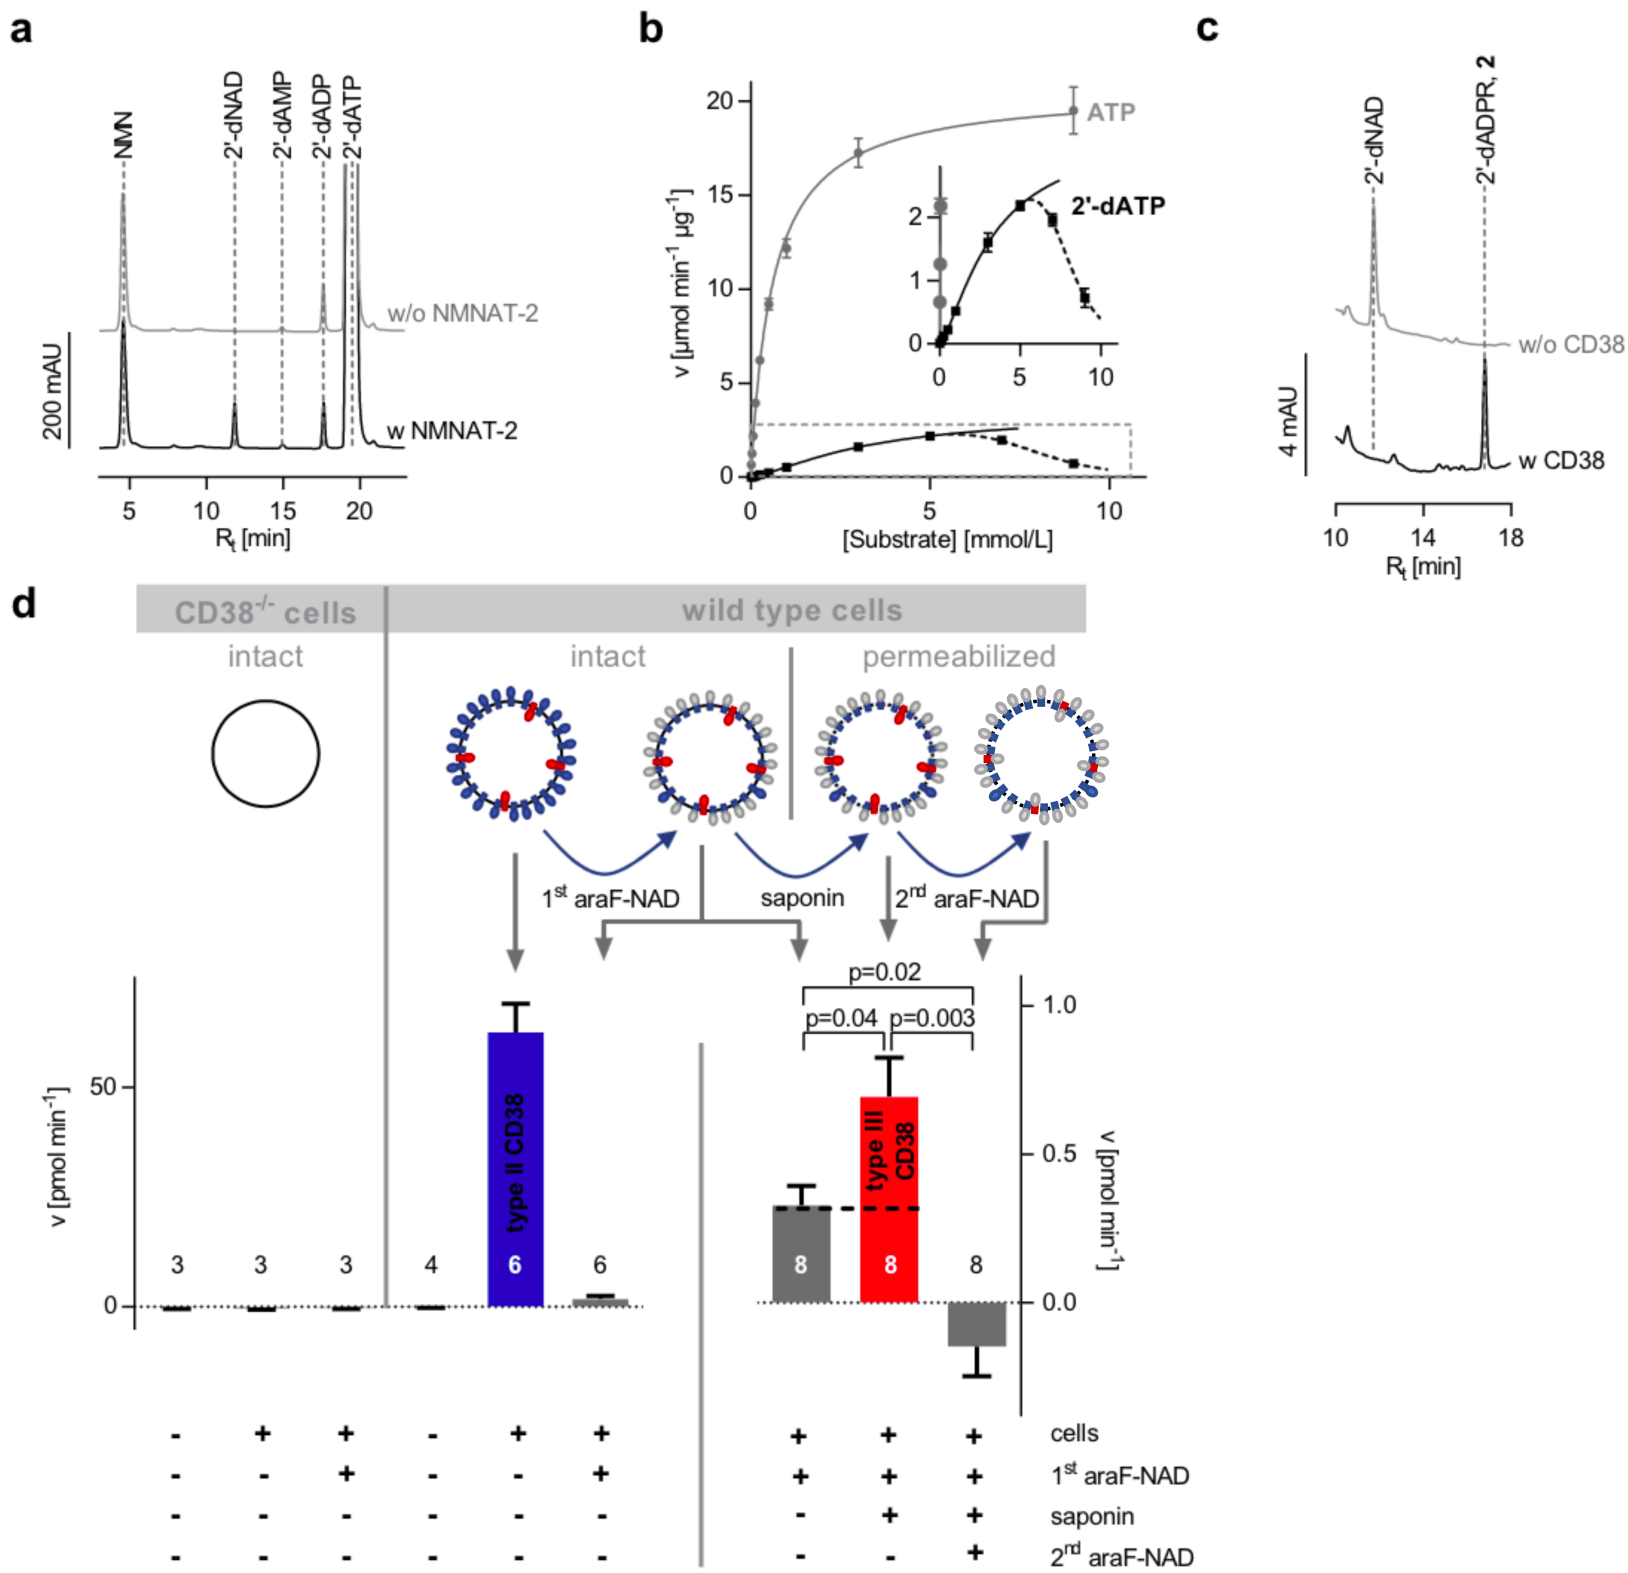 a
NMN
2'-dNAD
2'-dAMP
2'-dADP
2'-dATP
w/o NMNAT-2
w NMNAT-2
200 mAU
5 10 15 20
Rt [min]
b
20
15
10
5
0
v [µmol min-1 µg-1]
ATP
2'-dATP
2
1
0
0 5 10
0 5 10
[Substrate] [mmol/L]
c
2'-dNAD
2'-dADPR, 2
w/o CD38
w CD38
4 mAU
10 14 18
Rt [min]
d
CD38-/- cells wild type cells
intact intact permeabilized
1st araF-NAD saponin 2nd araF-NAD
p=0.02
p=0.04 p=0.003
50
0
v [pmol min-1]
type II CD38
type III
CD38
1.0
0.5
0.0
v [pmol min-1]
3 3 3 4 6 6 8 8 8
- + + - + + + + + cells
- - + - - + + + + 1st araF-NAD
- - - - - - - + + saponin
- - - - - - - - + 2nd araF-NAD